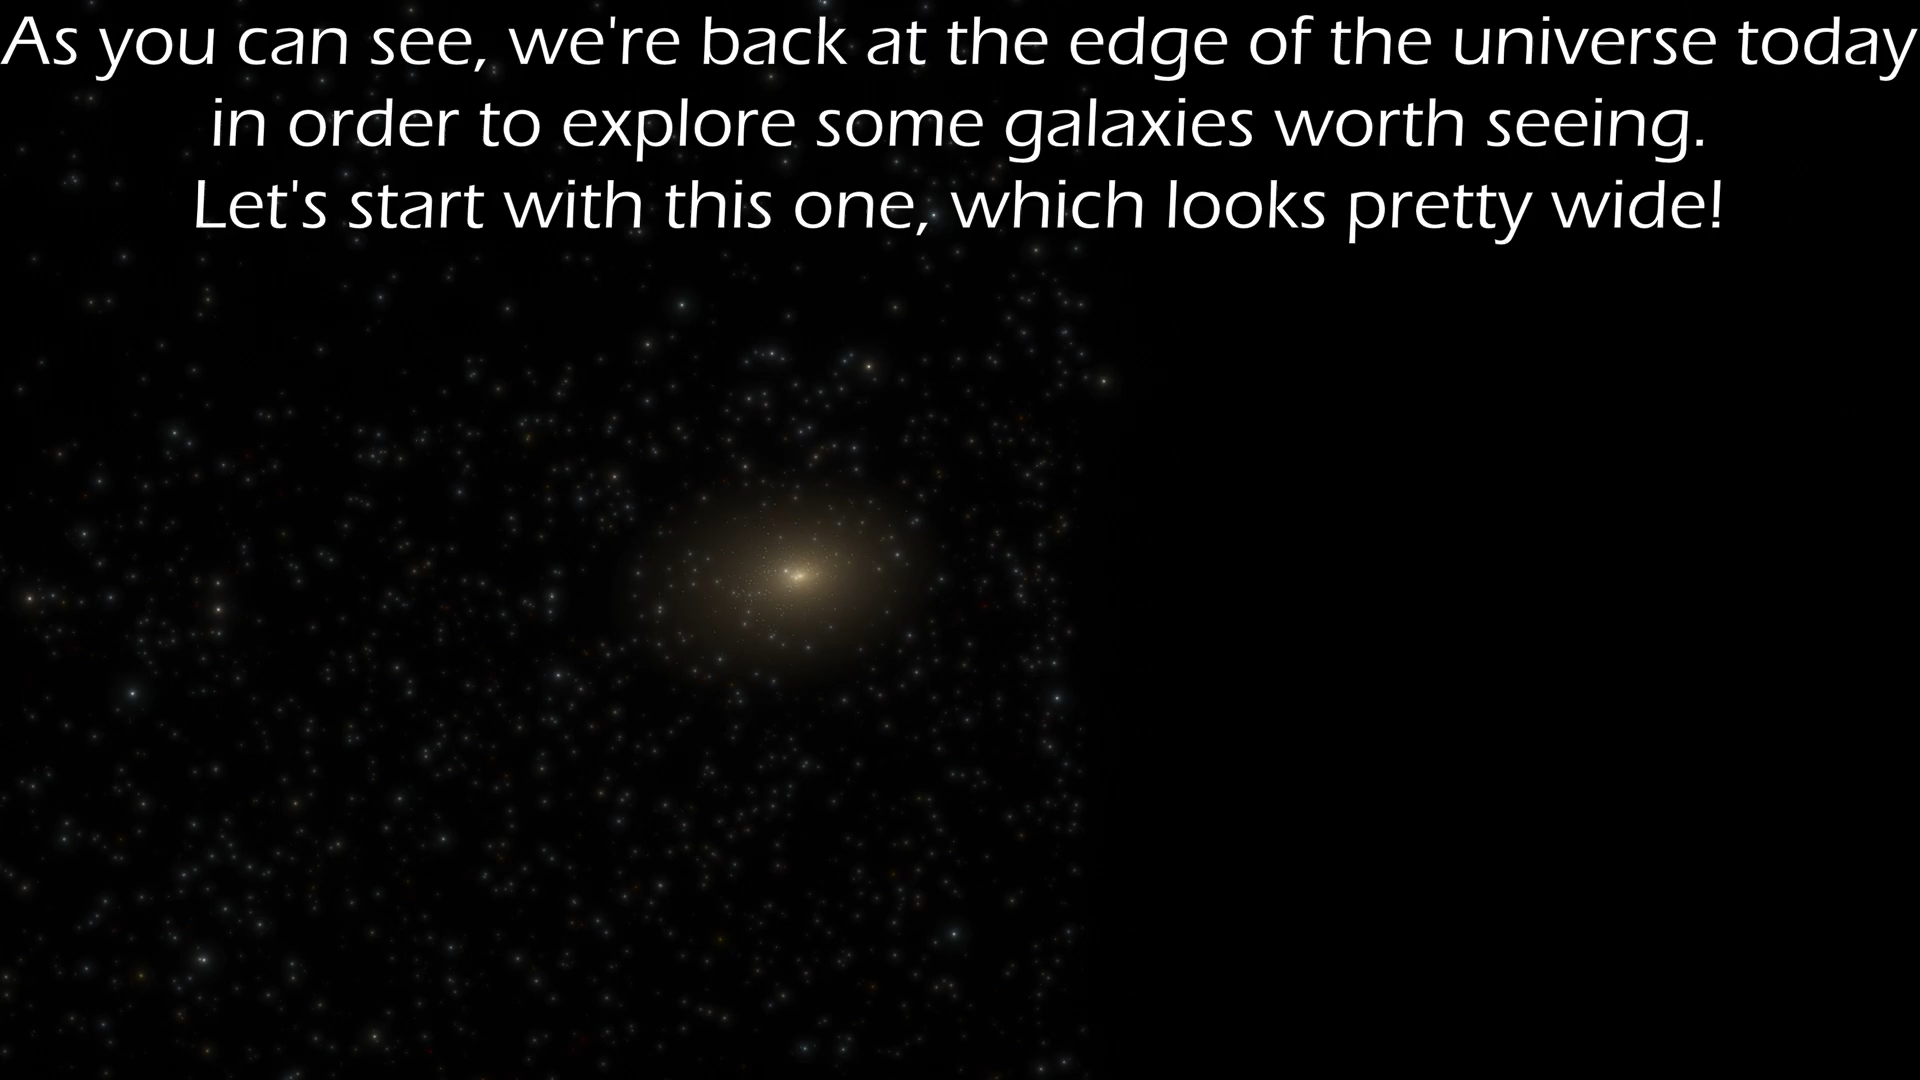 As you can see, we're back at the edge of the universe today
in order to explore some galaxies worth seeing.
Let's start with this one, which looks pretty wide!